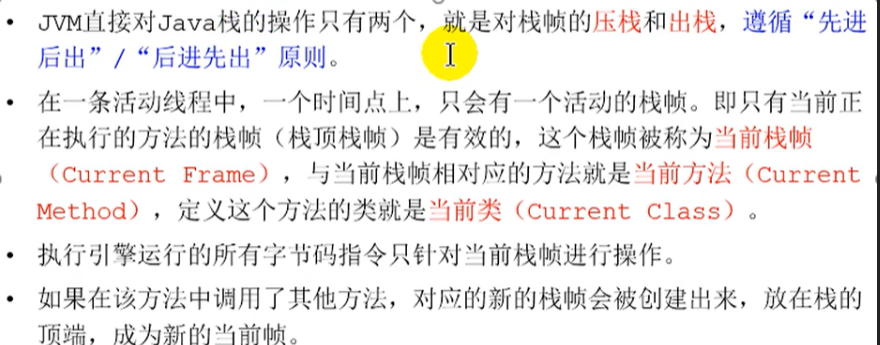 • JVM直接对Java栈的操作只有两个，就是对栈帧的压栈和出栈，遵循“先进
后出”/“后进先出”原则。
• 在一条活动线程中，一个时间点上，只会有一个活动的栈帧。即只有当前正
在执行的方法的栈帧（栈顶栈帧）是有效的，这个栈帧被称为当前栈帧
（Current Frame），与当前栈帧相对应的方法就是当前方法（Current
Method），定义这个方法的类就是当前类（Current Class）。
• 执行引擎运行的所有字节码指令只针对当前栈帧进行操作。
• 如果在该方法中调用了其他方法，对应的新的栈帧会被创建出来，放在栈的
顶端，成为新的当前帧。